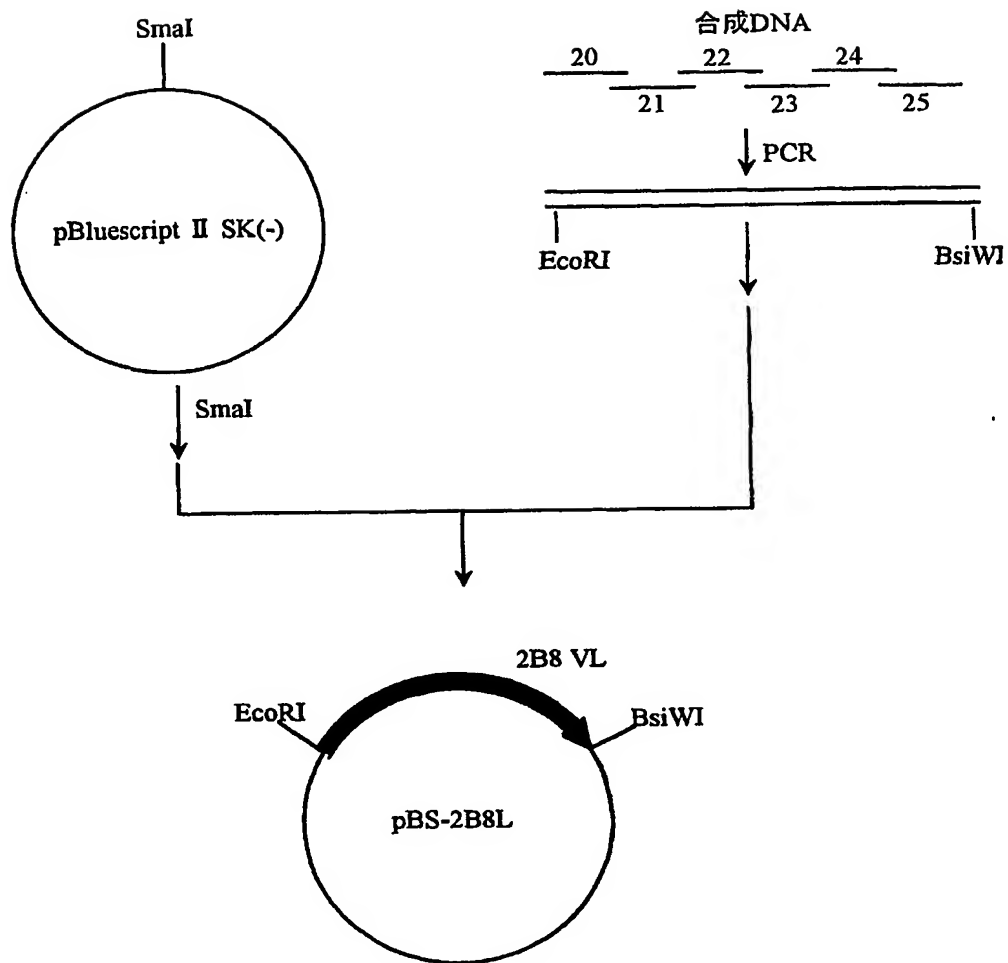 SmaI
合成DNA
20 22 24
21 23 25
PCR
pBluescript II SK(-)
EcoRI
BsiWI
SmaI
2B8 VL
EcoRI
BsiWI
pBS-2B8L